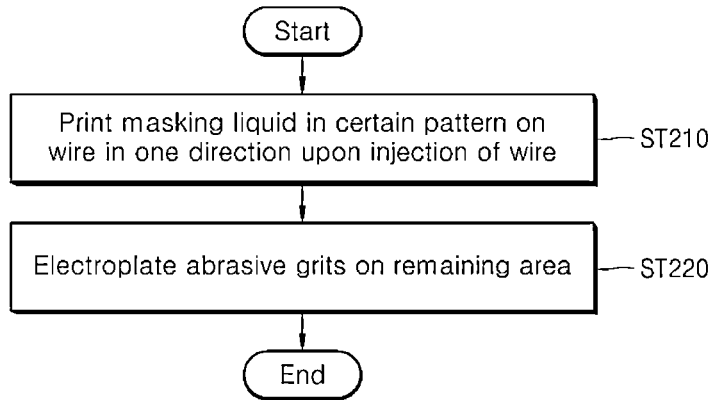 Start
Print masking liquid in certain pattern on
wire in one direction upon injection of wire
ST210
Electroplate abrasive grits on remaining area
ST220
End